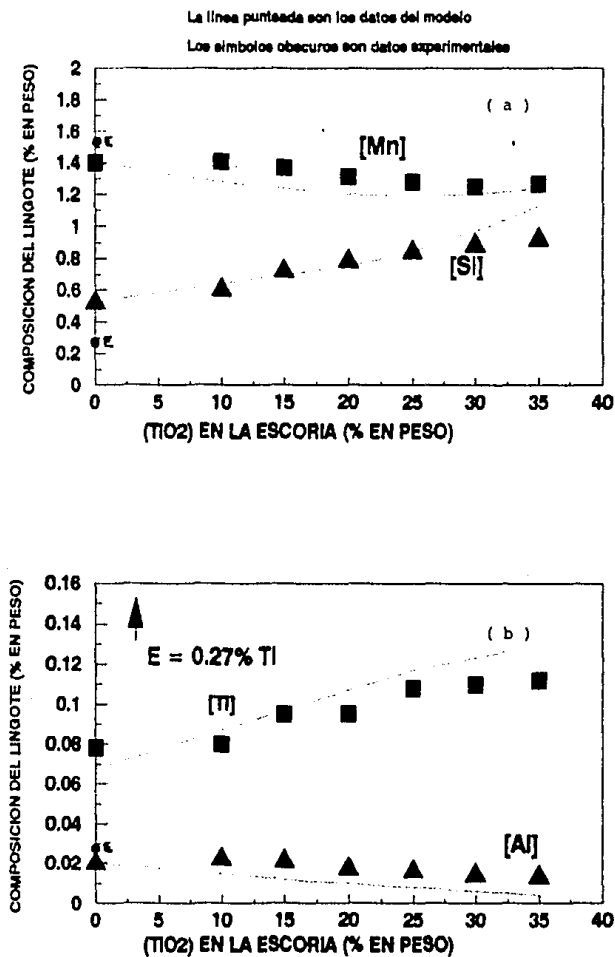 La línea punteada son los datos del modelo
Los símbolos obscuros son datos experimentales
COMPOSICION DEL LINGOTE (% EN PESO)
2
1.8
1.6
1.4
1.2
1
0.8
0.6
0.4
0.2
0
E
E
( a )
[Mn]
[SI]
0 5 10 15 20 25 30 35 40
(TIO2) EN LA ESCORIA (% EN PESO)
COMPOSICION DEL LINGOTE (% EN PESO)
0.16
0.14
0.12
0.1
0.08
0.06
0.04
0.02
0
E = 0.27% TI
( b )
[TI]
E
[Al]
0 5 10 15 20 25 30 35 40
(TIO2) EN LA ESCORIA (% EN PESO)